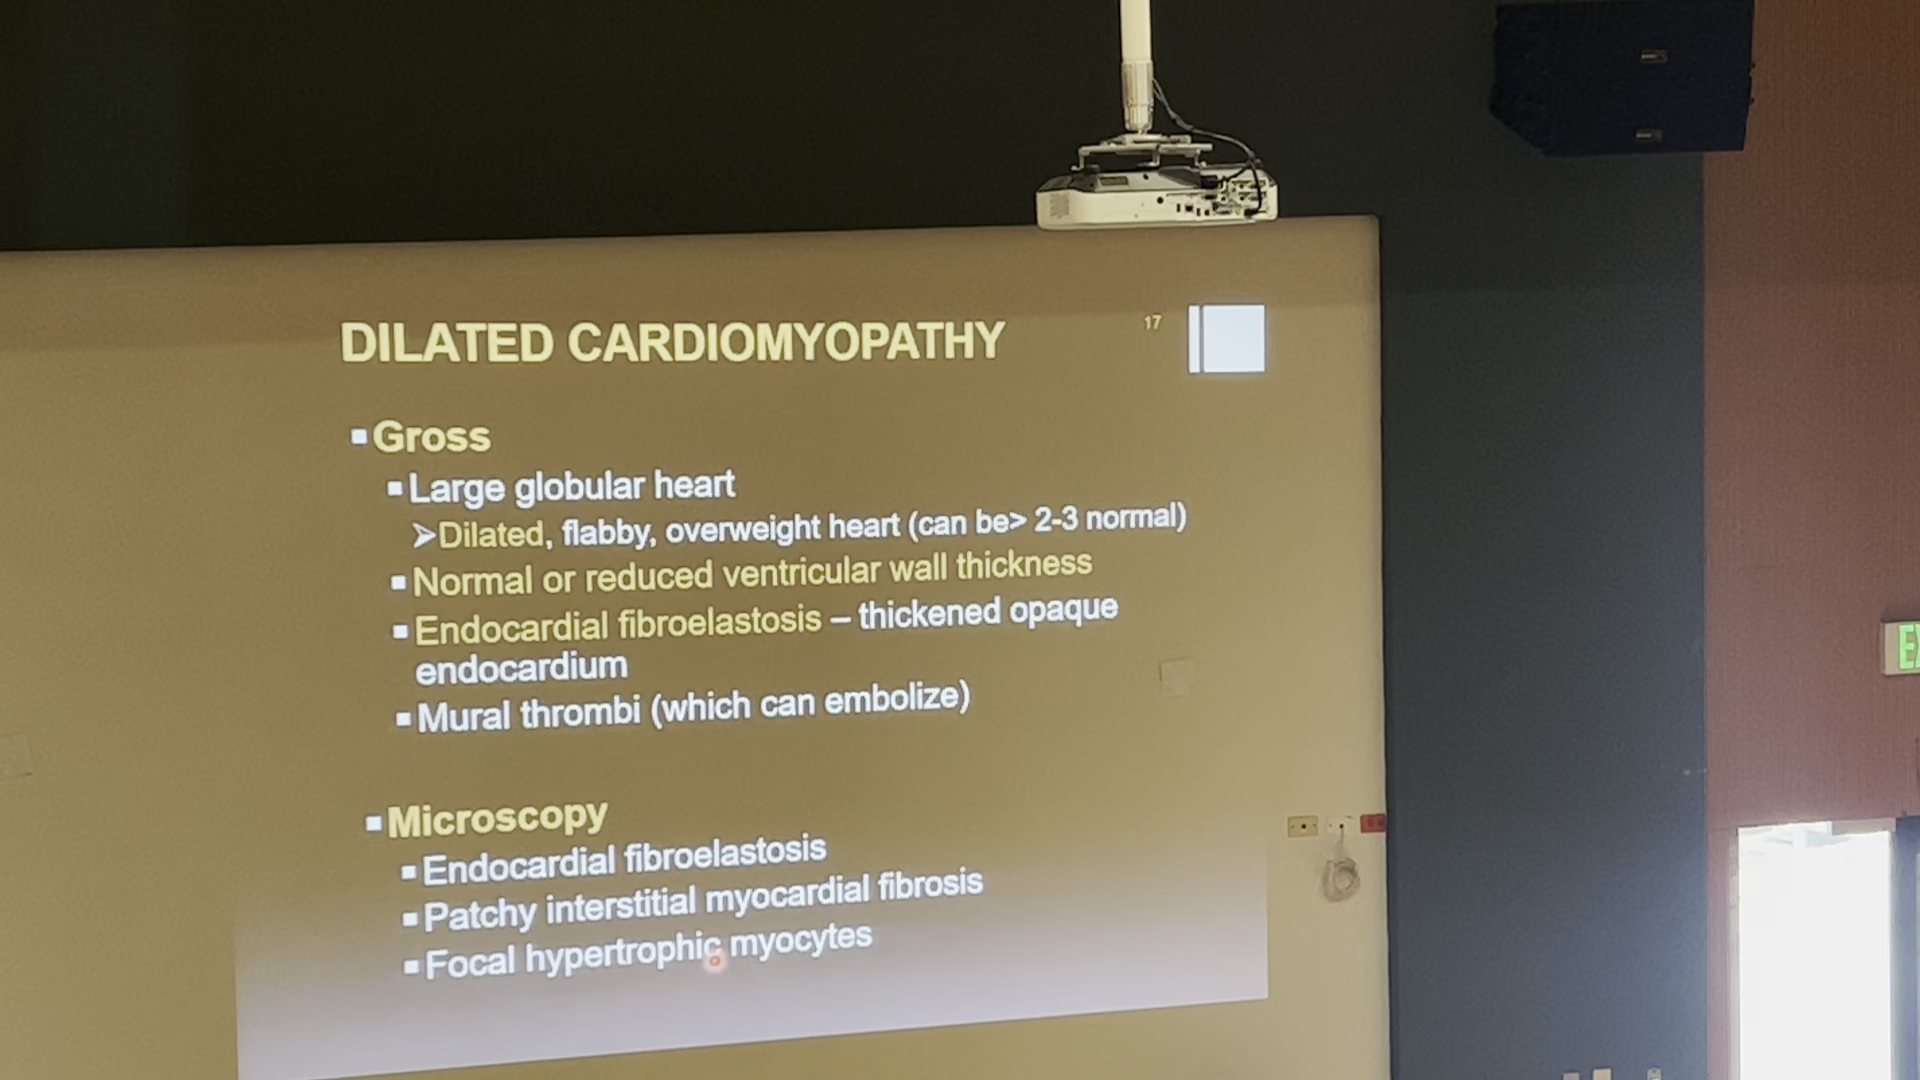 DILATED CARDIOMYOPATHY
17
Gross
Large globular heart
Dilated, flabby, overweight heart (can be> 2-3 normal)
Normal or reduced ventricular wall thickness
Endocardial fibroelastosis – thickened opaque
endocardium
Mural thrombi (which can embolize)
Microscopy
Endocardial fibroelastosis
Patchy interstitial myocardial fibrosis
Focal hypertrophic myocytes